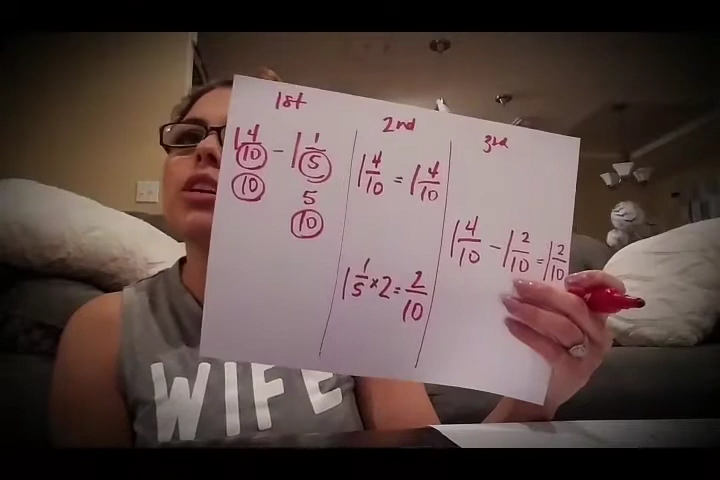 1st
1 4/10 - 1 1/5
10
5
10
2nd
1 4/10 = 1 4/10
1 1/5 × 2 = 2/10
3rd
1 4/10 - 1 2/10 = 1 2/10
WIFE